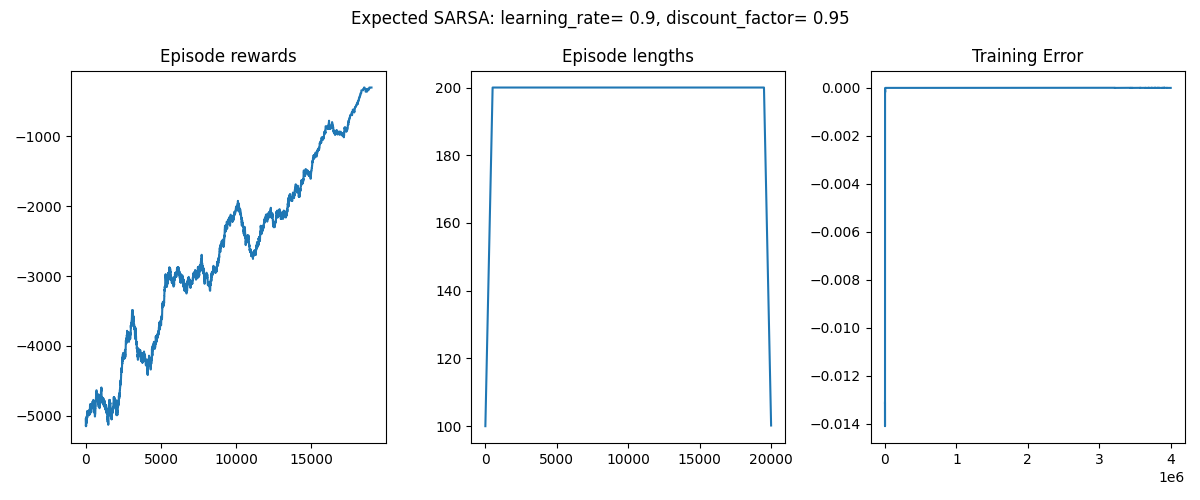 Expected SARSA: learning_rate= 0.9, discount_factor= 0.95
Episode rewards
−1000
−2000
−3000
−4000
−5000
0 5000 10000 15000
Episode lengths
200
180
160
140
120
100
0 5000 10000 15000 20000
Training Error
0.000
−0.002
−0.004
−0.006
−0.008
−0.010
−0.012
−0.014
0 1 2 3 4
1e6